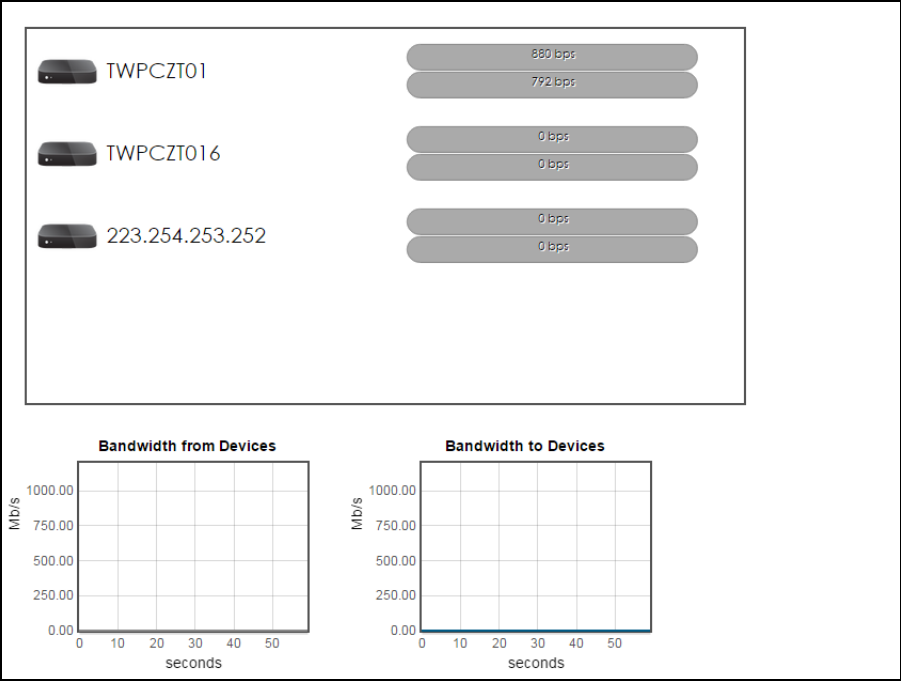 880 bps
TWPCZT01
792 bps
0 bps
TWPCZT016
0 bps
0 bps
223.254.253.252
0 bps
Bandwidth from Devices
1000.00
750.00
500.00
250.00
0.00
Mb/s
0 10 20 30 40 50
seconds
Bandwidth to Devices
1000.00
750.00
500.00
250.00
0.00
Mb/s
0 10 20 30 40 50
seconds